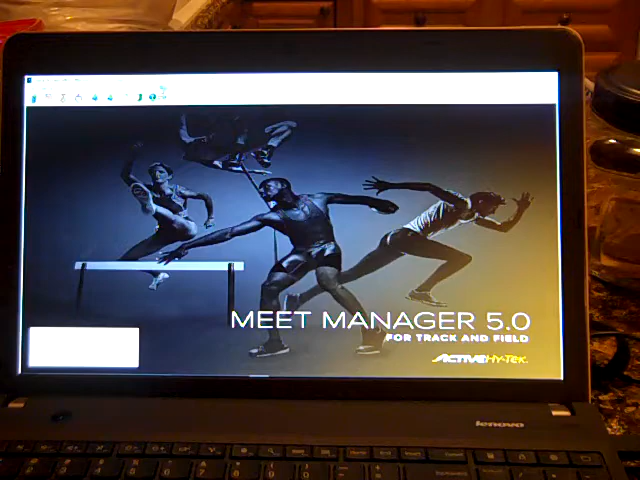 MEET MANAGER 5.0
FOR TRACK AND FIELD
ACTIVE HY-TEK
lenovo